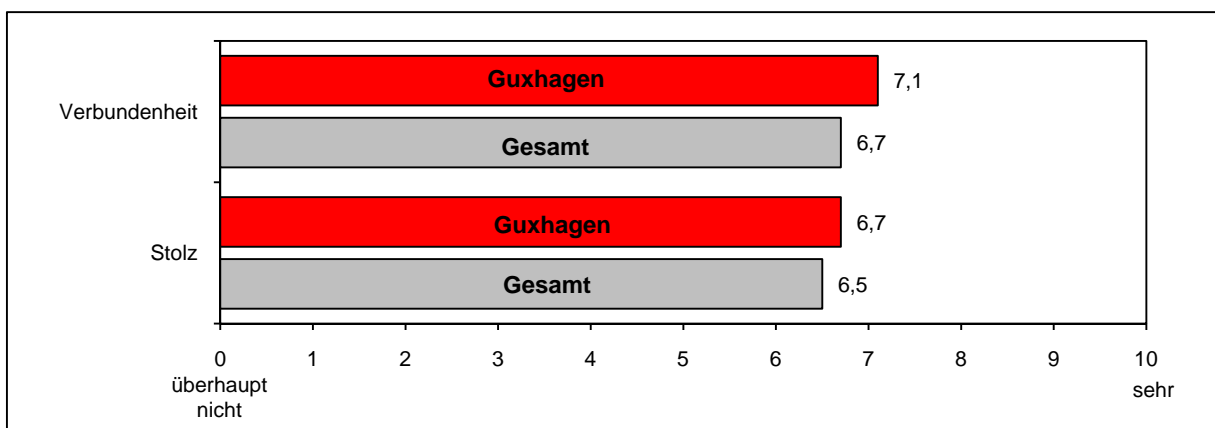 Guxhagen
7,1
Verbundenheit
Gesamt
6,7
Guxhagen
6,7
Stolz
Gesamt
6,5
0 1 2 3 4 5 6 7 8 9 10
überhaupt
nicht
sehr